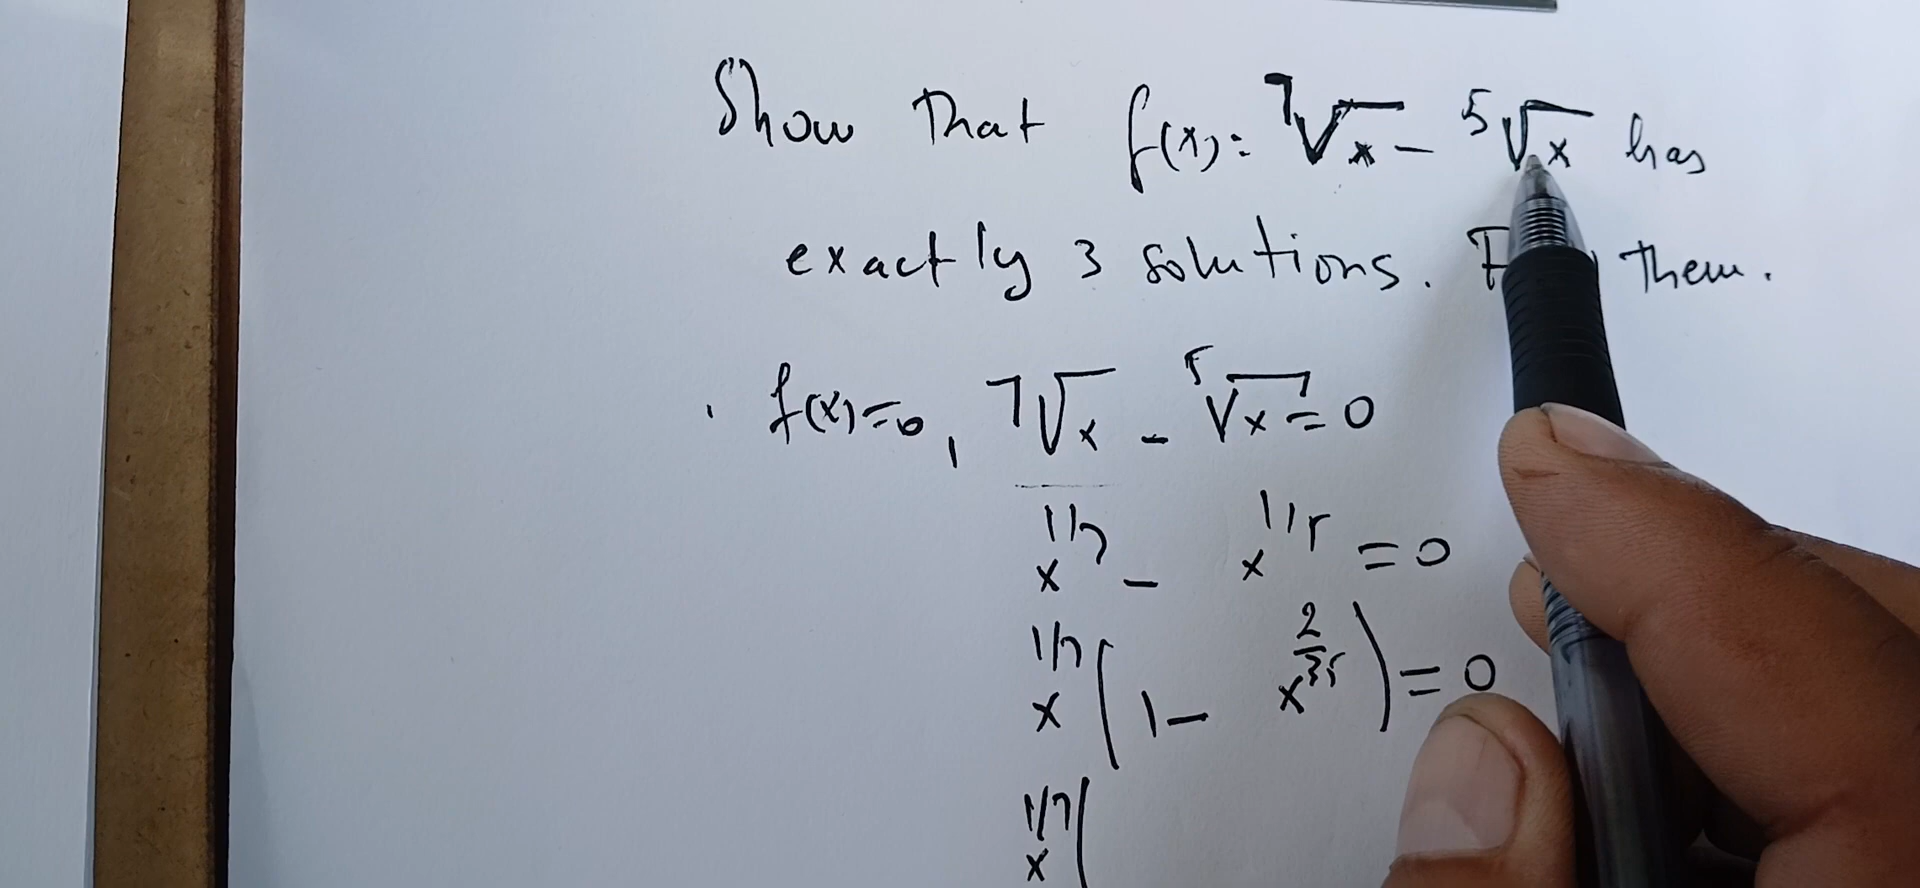 Show that f(x) = ⁷√x - ⁵√x has
exactly 3 solutions. them.
f(x)=0, ⁷√x - ⁵√x = 0
x^1/7 - x^1/5 = 0
x^1/7 (1 - x^2/35) = 0
x^1/7 (